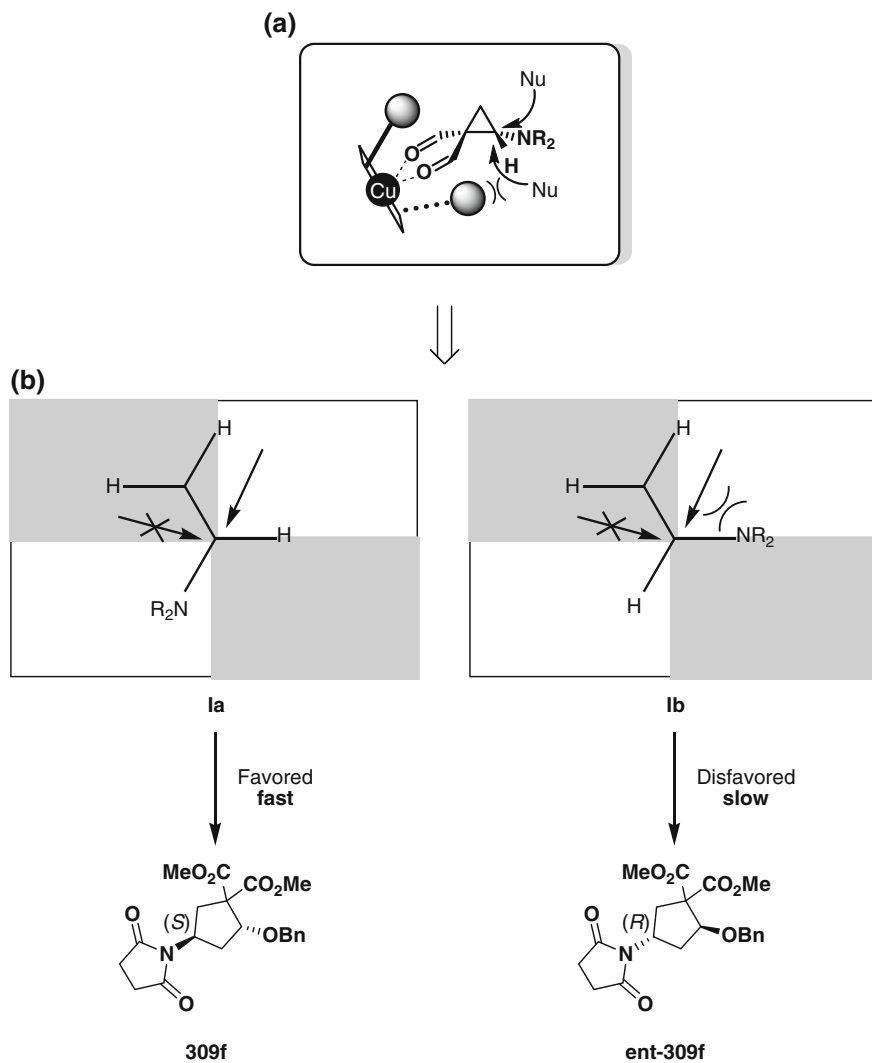 (a)
Nu
O
NR2
O
H
Cu
Nu
(b)
H
H
H
R2N
H
H
NR2
H
Ia
Ib
Favored
fast
Disfavored
slow
MeO2C
CO2Me
(S)
O
N
OBn
O
MeO2C
CO2Me
(R)
O
N
OBn
O
309f
ent-309f